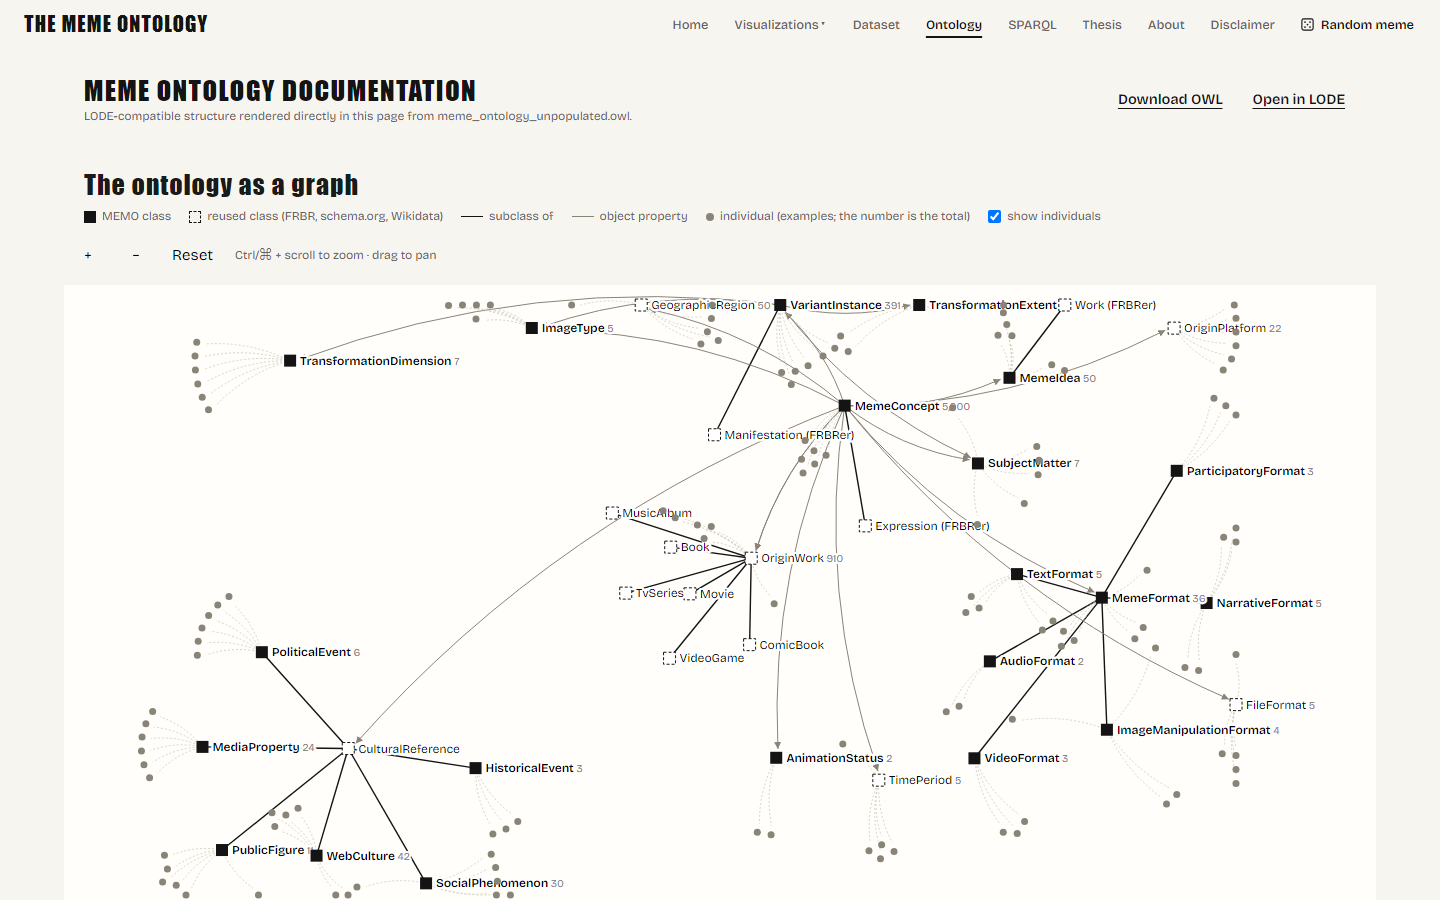 THE MEME ONTOLOGY
Home Visualizations Dataset Ontology SPARQL Thesis About Disclaimer Random meme
MEME ONTOLOGY DOCUMENTATION
LODE-compatible structure rendered directly in this page from meme_ontology_unpopulated.owl.
Download OWL Open in LODE
The ontology as a graph
MEMO class reused class (FRBR, schema.org, Wikidata) subclass of object property individual (examples; the number is the total) show individuals
+ − Reset Ctrl/⌘ + scroll to zoom · drag to pan
GeographicRegion 50 VariantInstance 391 TransformationExtent Work (FRBRer)
ImageType 5 OriginPlatform 22
TransformationDimension 7
MemeIdea 50
MemeConcept
Manifestation (FRBRer)
SubjectMatter 7
ParticipatoryFormat 3
MusicAlbum
Expression (FRBRer)
Book
OriginWork 910
TextFormat 5
TvSeries Movie MemeFormat 36 NarrativeFormat 5
ComicBook
PoliticalEvent 6 VideoGame AudioFormat 2
FileFormat 5
ImageManipulationFormat 4
MediaProperty 24 CulturalReference
AnimationStatus 2 VideoFormat 3
HistoricalEvent 3 TimePeriod 5
PublicFigure WebCulture 42
SocialPhenomenon 30